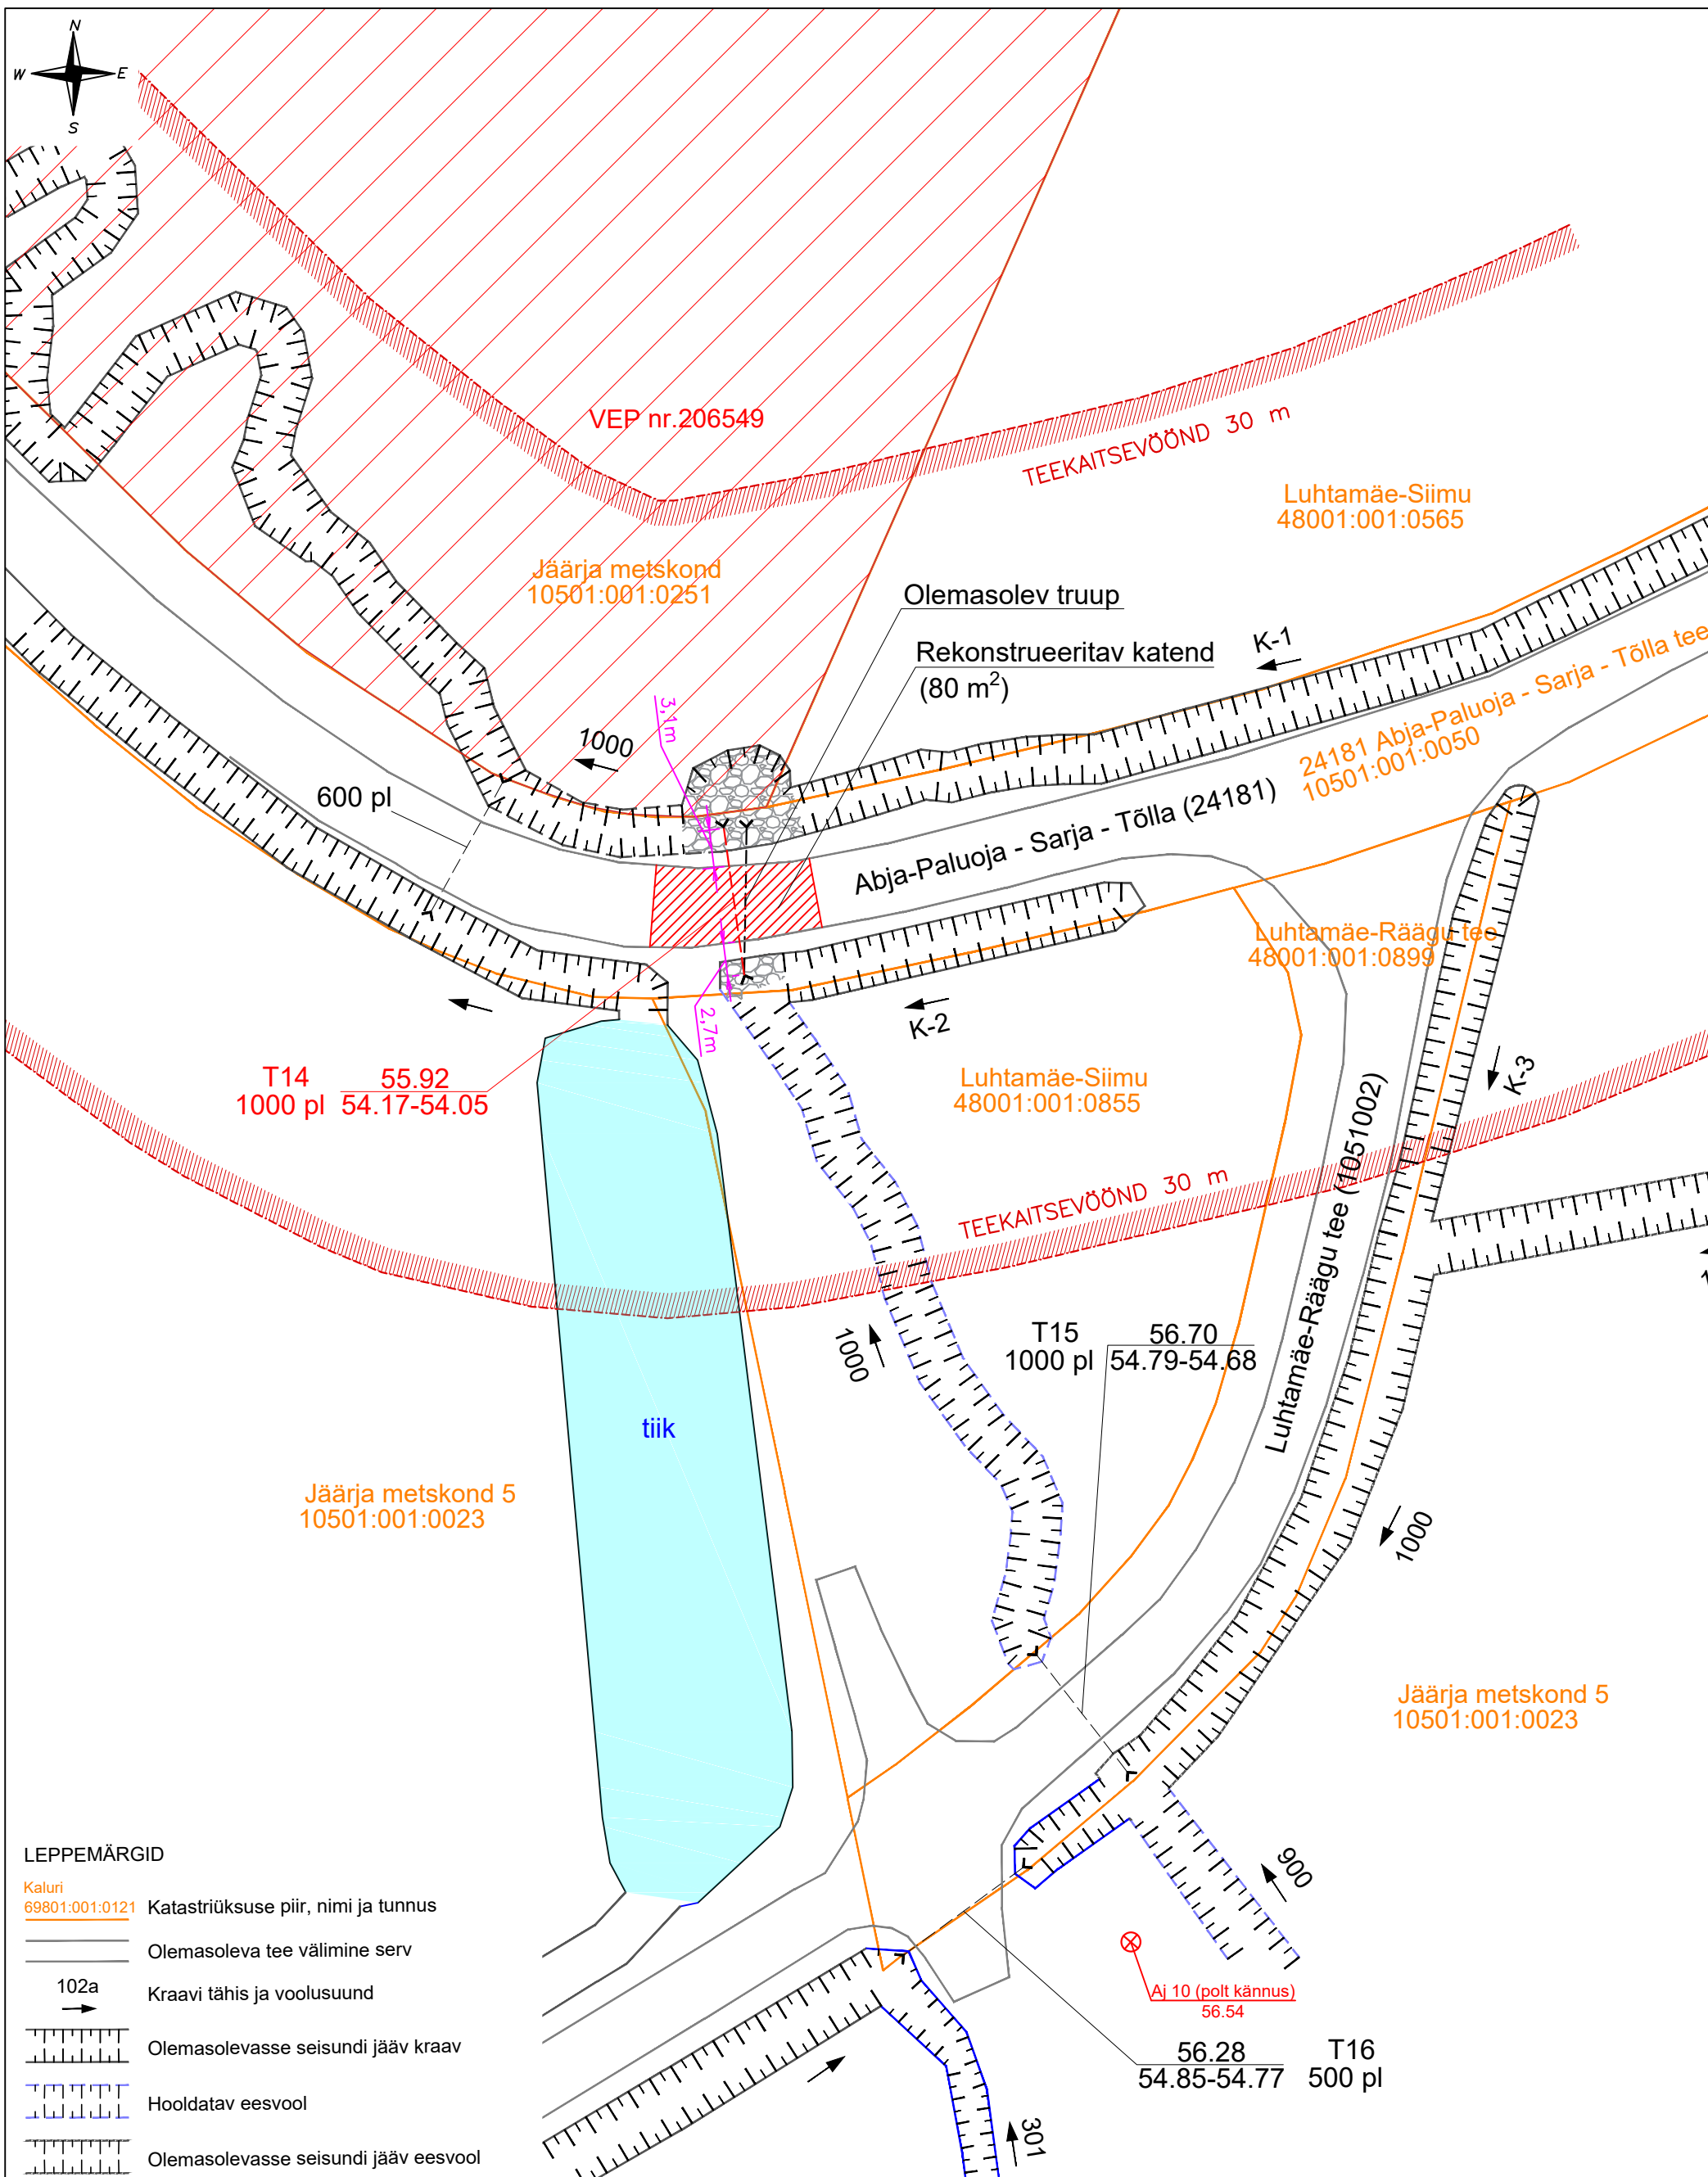 N
W
E
S
VEP nr.206549
TEEKAITSEVÖÖND 30 m
Luhtamäe-Siimu
48001:001:0565
Jäärja metskond
10501:001:0251
Olemasolev truup
Rekonstrueeritav katend
(80 m²)
K-1
24181 Abja-Paluoja - Sarja - Tõlla tee
10501:001:0050
3,1m
1000
600 pl
Abja-Paluoja - Sarja - Tõlla (24181)
Luhtamäe-Räägu tee
48001:001:0899
K-2
2,7m
K-3
T14
1000 pl
55.92
54.17-54.05
Luhtamäe-Siimu
48001:001:0855
Luhtamäe-Räägu tee (1051002)
TEEKAITSEVÖÖND 30 m
1000
T15
1000 pl
56.70
54.79-54.68
tiik
Jäärja metskond 5
10501:001:0023
1000
Jäärja metskond 5
10501:001:0023
900
LEPPEMÄRGID
Kaluri
69801:001:0121
Katastriüksuse piir, nimi ja tunnus
Olemasoleva tee välimine serv
102a
Kraavi tähis ja voolusuund
Olemasolevasse seisundi jääv kraav
Hooldatav eesvool
Olemasolevasse seisundi jääv eesvool
Aj 10 (polt kännus)
56.54
56.28
54.85-54.77
T16
500 pl
301